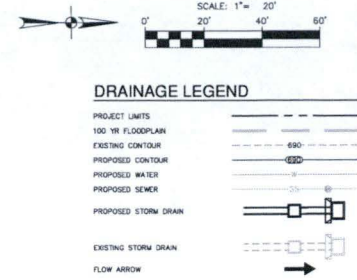 SCALE: 1"= 20'
0' 20' 40' 60'
DRAINAGE LEGEND
PROJECT LIMITS
100 YR FLOODPLAIN
EXISTING CONTOUR 690
PROPOSED CONTOUR 690
PROPOSED WATER W
PROPOSED SEWER SS
PROPOSED STORM DRAIN
EXISTING STORM DRAIN
FLOW ARROW